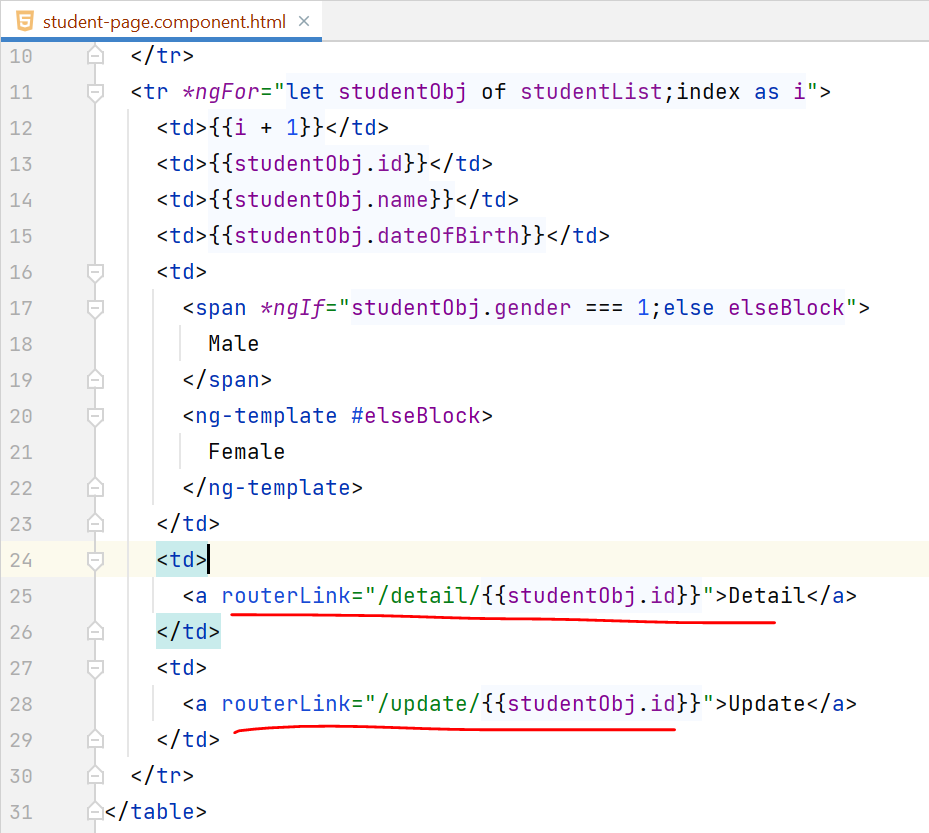 student-page.component.html ×
10 </tr>
11 <tr *ngFor="let studentObj of studentList;index as i">
12 <td>{{i + 1}}</td>
13 <td>{{studentObj.id}}</td>
14 <td>{{studentObj.name}}</td>
15 <td>{{studentObj.dateOfBirth}}</td>
16 <td>
17 <span *ngIf="studentObj.gender === 1;else elseBlock">
18 Male
19 </span>
20 <ng-template #elseBlock>
21 Female
22 </ng-template>
23 </td>
24 <td>
25 <a routerLink="/detail/{{studentObj.id}}">Detail</a>
26 </td>
27 <td>
28 <a routerLink="/update/{{studentObj.id}}">Update</a>
29 </td>
30 </tr>
31 </table>